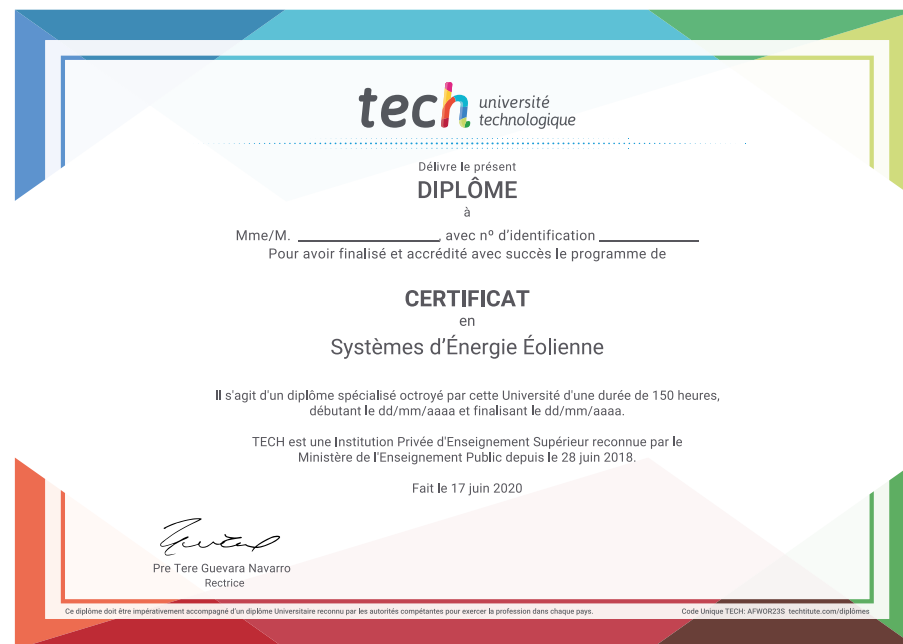 tech université
technologique
Délivre le présent
DIPLÔME
à
Mme/M. ____________________, avec nº d'identification ______________
Pour avoir finalisé et accrédité avec succès le programme de
CERTIFICAT
en
Systèmes d'Énergie Éolienne
Il s'agit d'un diplôme spécialisé octroyé par cette Université d'une durée de 150 heures,
débutant le dd/mm/aaaa et finalisant le dd/mm/aaaa.
TECH est une Institution Privée d'Enseignement Supérieur reconnue par le
Ministère de l'Enseignement Public depuis le 28 juin 2018.
Fait le 17 juin 2020
Pre Tere Guevara Navarro
Rectrice
Ce diplôme doit être impérativement accompagné d'un diplôme Universitaire reconnu par les autorités compétentes pour exercer la profession dans chaque pays. Code Unique TECH: AFWOR23S techtitute.com/diplômes